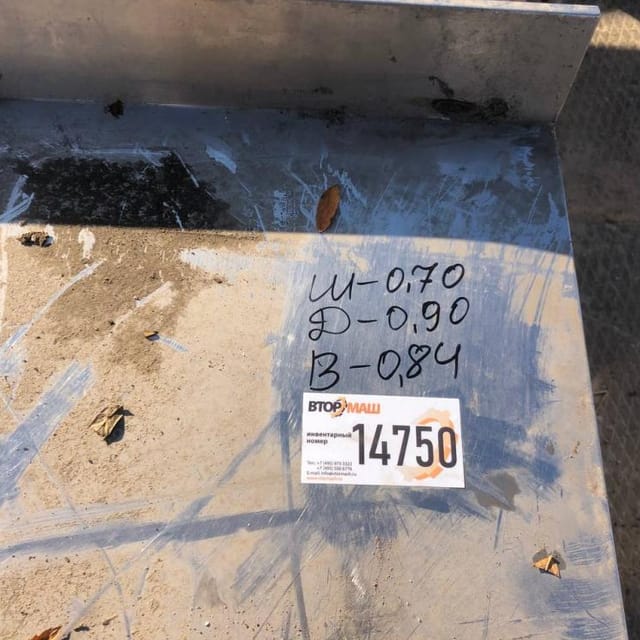 Ш-0,70
Д-0,90
В-0,84
ВТОРМАШ
инвентарный
номер
14750